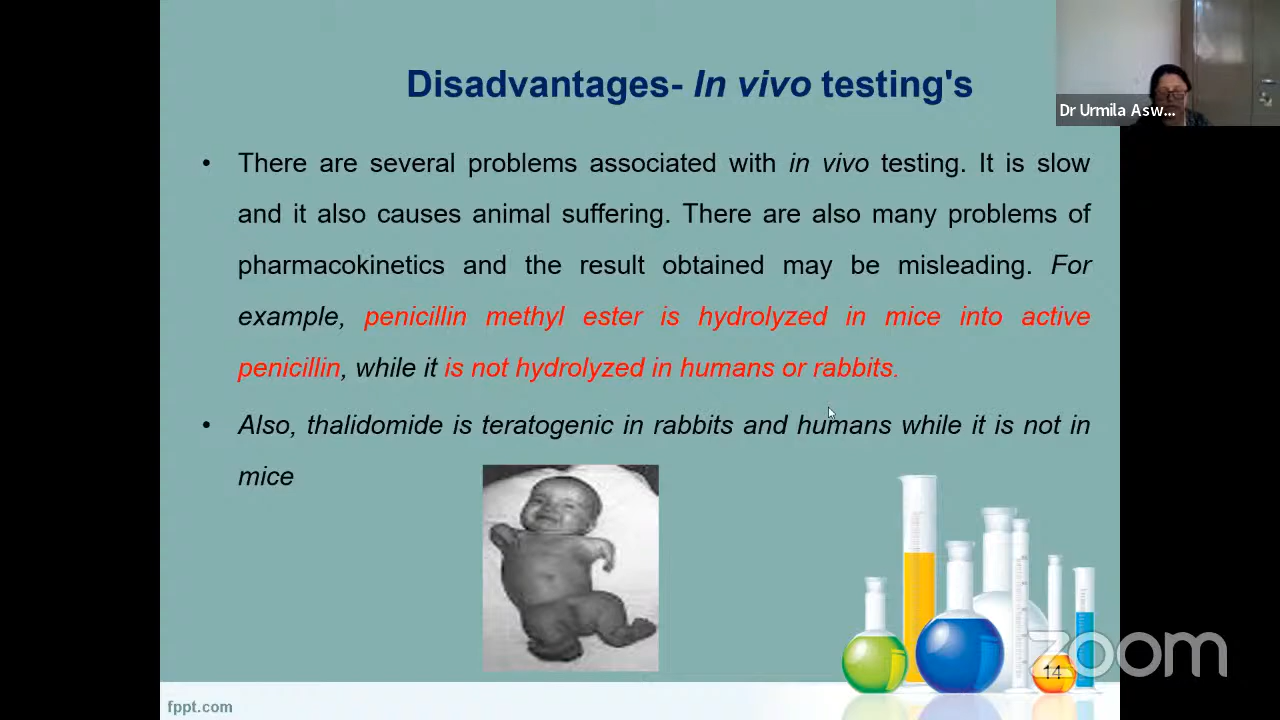 Disadvantages- In vivo testing's
Dr Urmila Asw...
• There are several problems associated with in vivo testing. It is slow
and it also causes animal suffering. There are also many problems of
pharmacokinetics and the result obtained may be misleading. For
example, penicillin methyl ester is hydrolyzed in mice into active
penicillin, while it is not hydrolyzed in humans or rabbits.
• Also, thalidomide is teratogenic in rabbits and humans while it is not in
mice
zoom
14
fppt.com